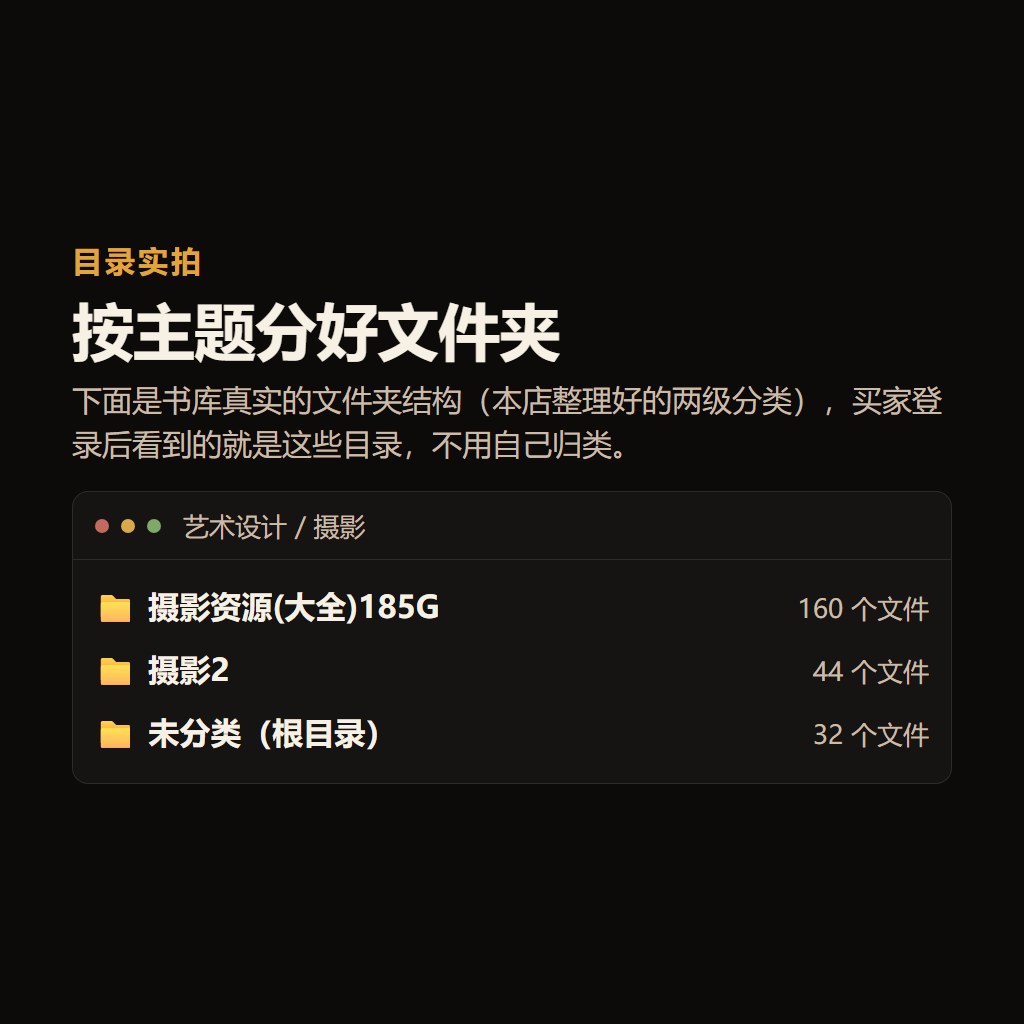 目录实拍
按主题分好文件夹
下面是书库真实的文件夹结构（本店整理好的两级分类），买家登
录后看到的就是这些目录，不用自己归类。
艺术设计 / 摄影
摄影资源(大全)185G 160 个文件
摄影2 44 个文件
未分类（根目录） 32 个文件